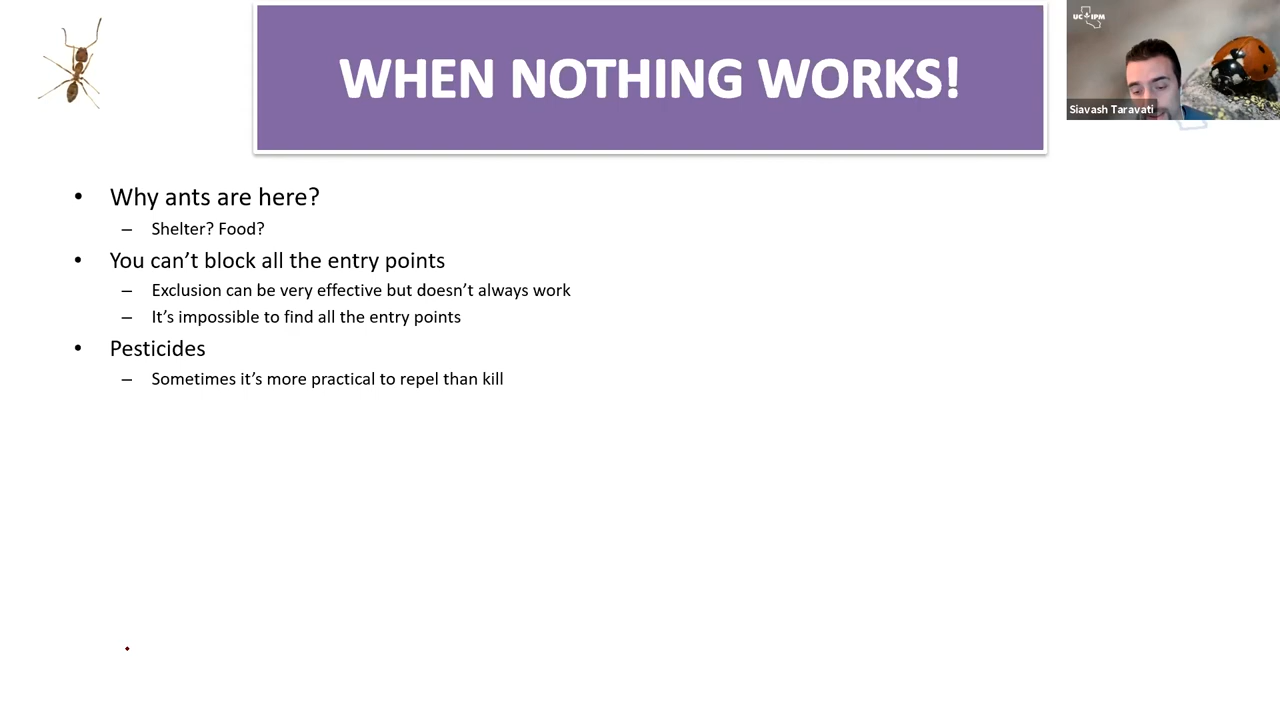 WHEN NOTHING WORKS!
UC IPM
Siavash Taravati
• Why ants are here?
– Shelter? Food?
• You can’t block all the entry points
– Exclusion can be very effective but doesn’t always work
– It’s impossible to find all the entry points
• Pesticides
– Sometimes it’s more practical to repel than kill